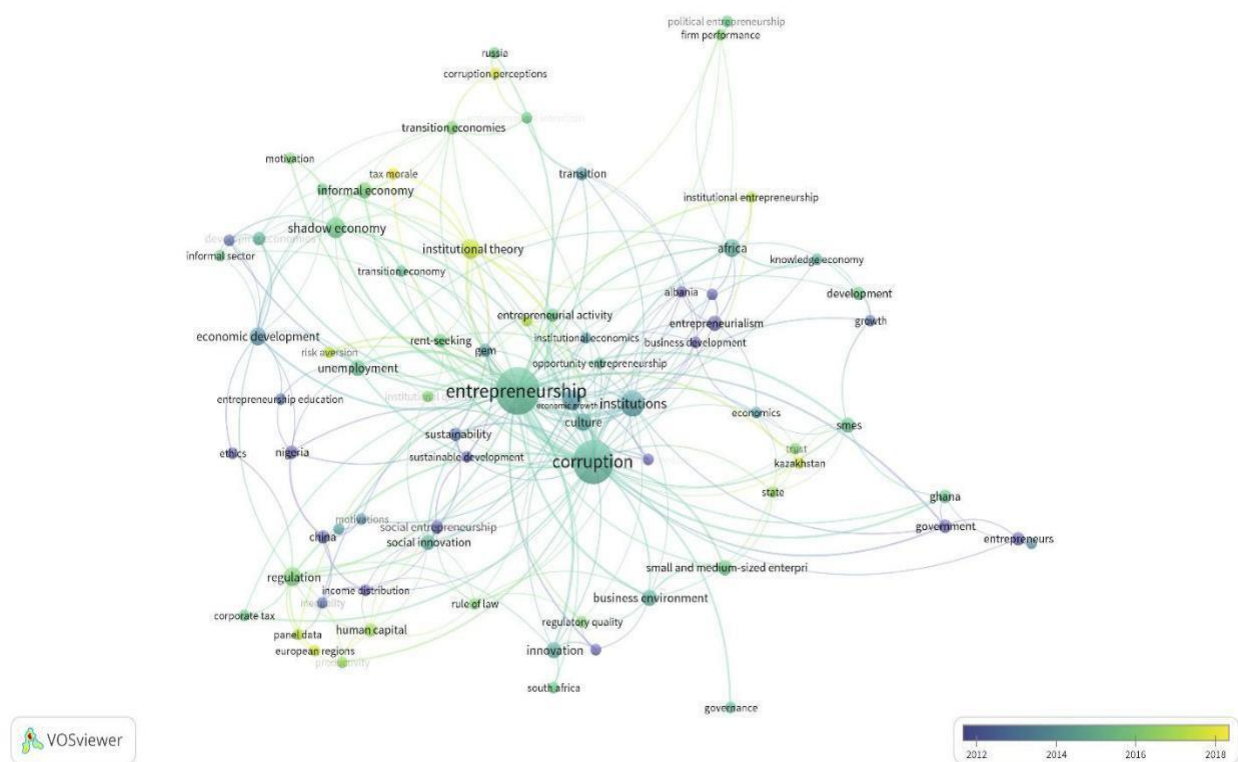 political entrepreneurship
firm performance
russia
corruption perceptions
transition economies
motivation
tax morale
transition
informal economy
institutional entrepreneurship
shadow economy
institutional theory
africa
informal sector
knowledge economy
transition economy
albania
development
entrepreneurial activity
entrepreneurialism
growth
economic development
rent-seeking
institutional economics
business development
gem
risk aversion
unemployment
opportunity entrepreneurship
entrepreneurship
entrepreneurship education
economic growth
institutions
economics
culture
smes
sustainability
trust
ethics
nigeria
sustainable development
corruption
kazakhstan
state
ghana
motivations
social entrepreneurship
government
china
social innovation
entrepreneurs
regulation
small and medium-sized enterpri
income distribution
business environment
inequality
rule of law
corporate tax
regulatory quality
panel data
human capital
european regions
innovation
productivity
south africa
governance
VOSviewer
2012 2014 2016 2018